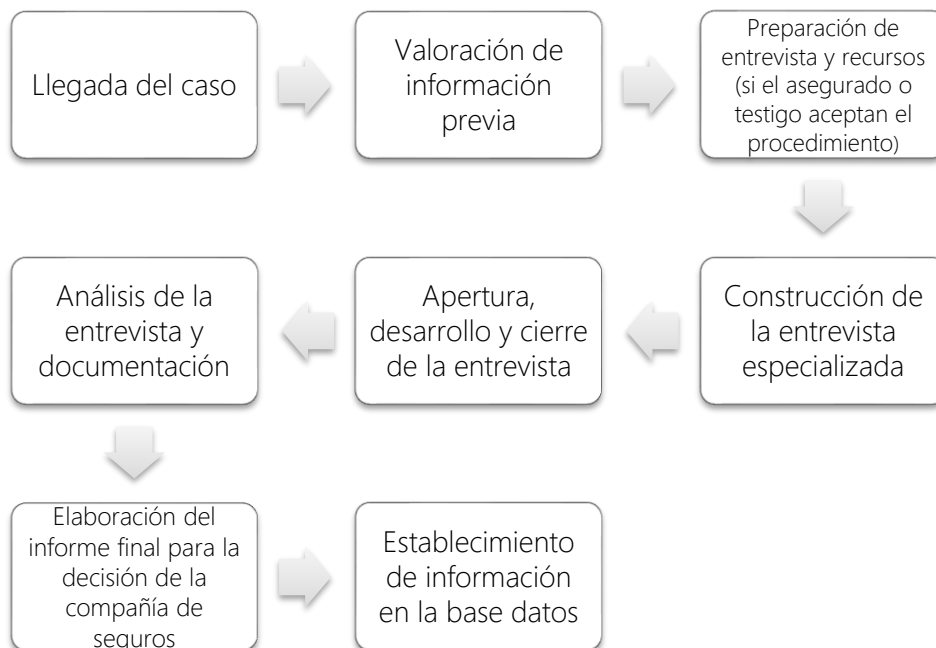 Llegada del caso
Valoración de
información
previa
Preparación de
entrevista y recursos
(si el asegurado o
testigo aceptan el
procedimiento)
Construcción de
la entrevista
especializada
Apertura,
desarrollo y cierre
de la entrevista
Análisis de la
entrevista y
documentación
Elaboración del
informe final para la
decisión de la
compañía de
seguros
Establecimiento
de información
en la base datos